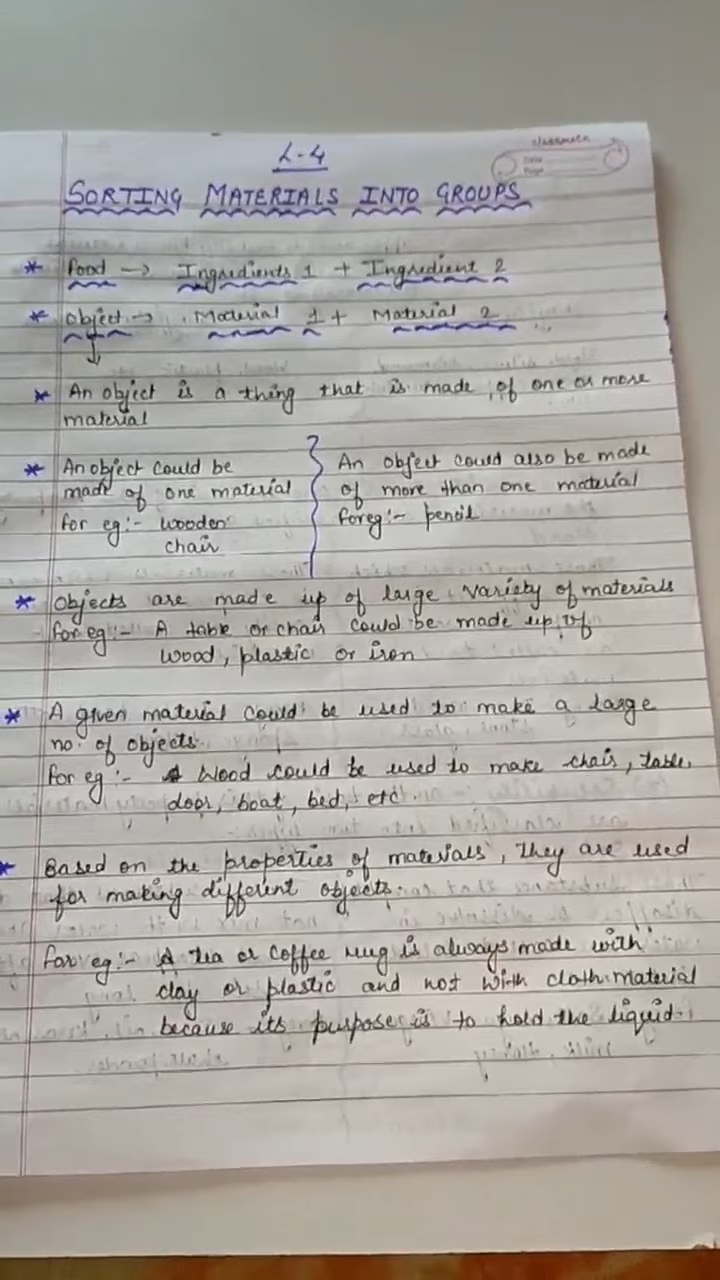 classmate
Date
Page
L-4
SORTING MATERIALS INTO GROUPS
* Food → Ingredients 1 + Ingredient 2
* Object → Material 1 + Material 2
* An object is a thing that is made of one or more
material
* An object could be
made of one material
for eg:- wooden
chair
An object could also be made
of more than one material
for eg:- pencil
* Objects are made up of large variety of materials
for eg:- A table or chair could be made up of
wood, plastic or iron
* A given material could be used to make a large
no. of objects.
for eg:- Wood could be used to make chair, table,
door, boat, bed, etc.
* Based on the properties of materials, they are used
for making different objects.
for eg:- A tea or coffee mug is always made with
clay or plastic and not with cloth material
because its purpose is to hold the liquid.